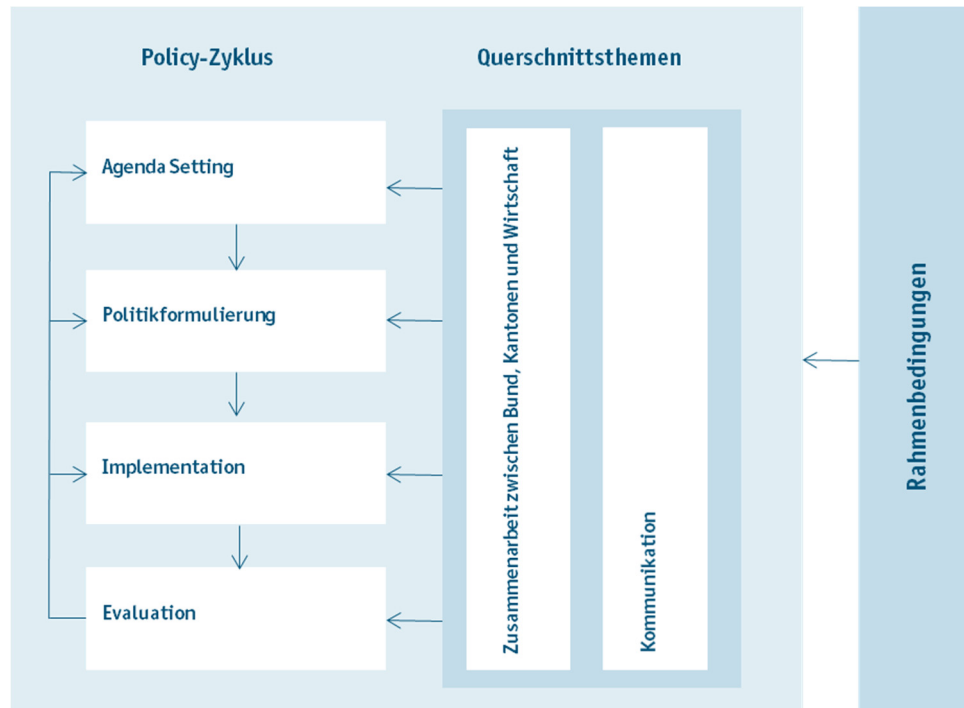 Policy-Zyklus
Querschnittsthemen
Agenda Setting
Politikformulierung
Implementation
Evaluation
Zusammenarbeit zwischen Bund, Kantonen und Wirtschaft
Kommunikation
Rahmenbedingungen